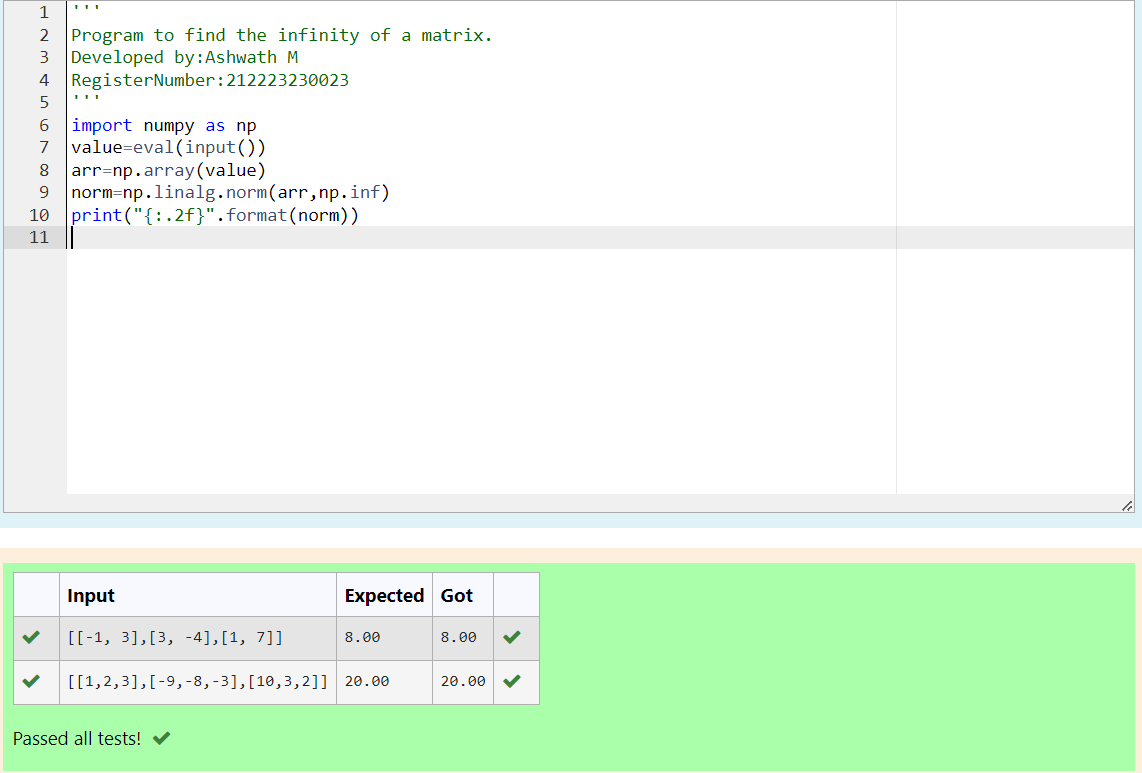 1 '''
2 Program to find the infinity of a matrix.
3 Developed by:Ashwath M
4 RegisterNumber:212223230023
5 '''
6 import numpy as np
7 value=eval(input())
8 arr=np.array(value)
9 norm=np.linalg.norm(arr,np.inf)
10 print("{:.2f}".format(norm))
11
Input Expected Got
[[-1, 3],[3, -4],[1, 7]] 8.00 8.00
[[1,2,3],[-9,-8,-3],[10,3,2]] 20.00 20.00
Passed all tests!